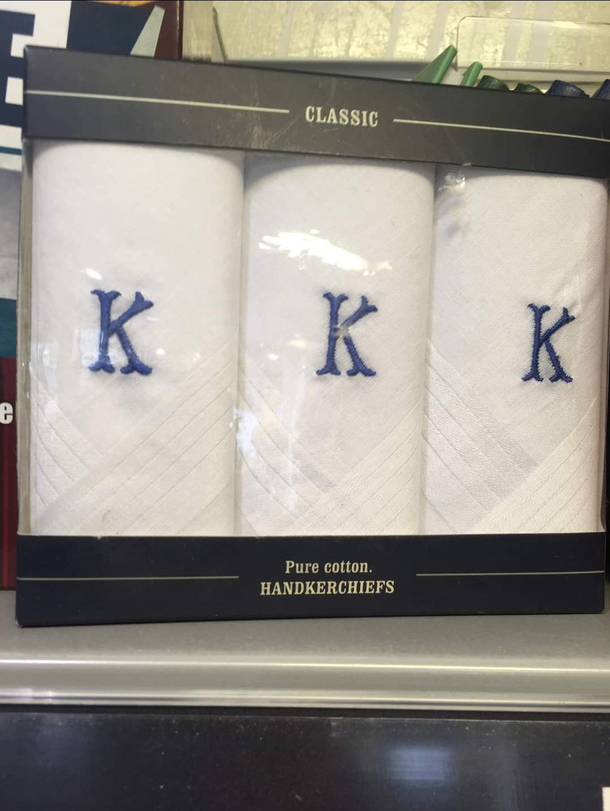 CLASSIC
K K K
Pure cotton.
HANDKERCHIEFS
e